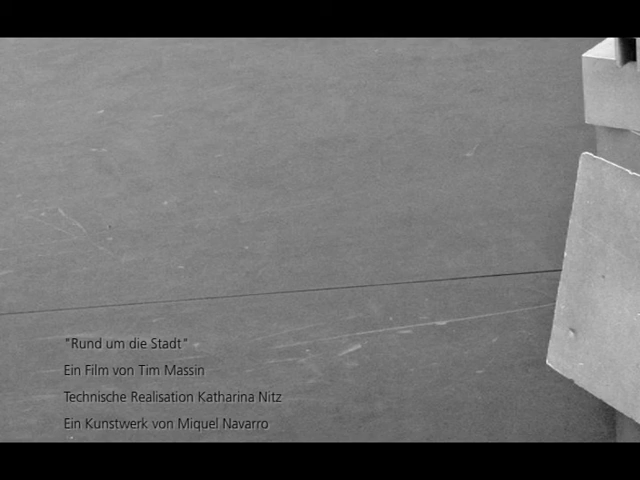 "Rund um die Stadt"
Ein Film von Tim Massin
Technische Realisation Katharina Nitz
Ein Kunstwerk von Miquel Navarro